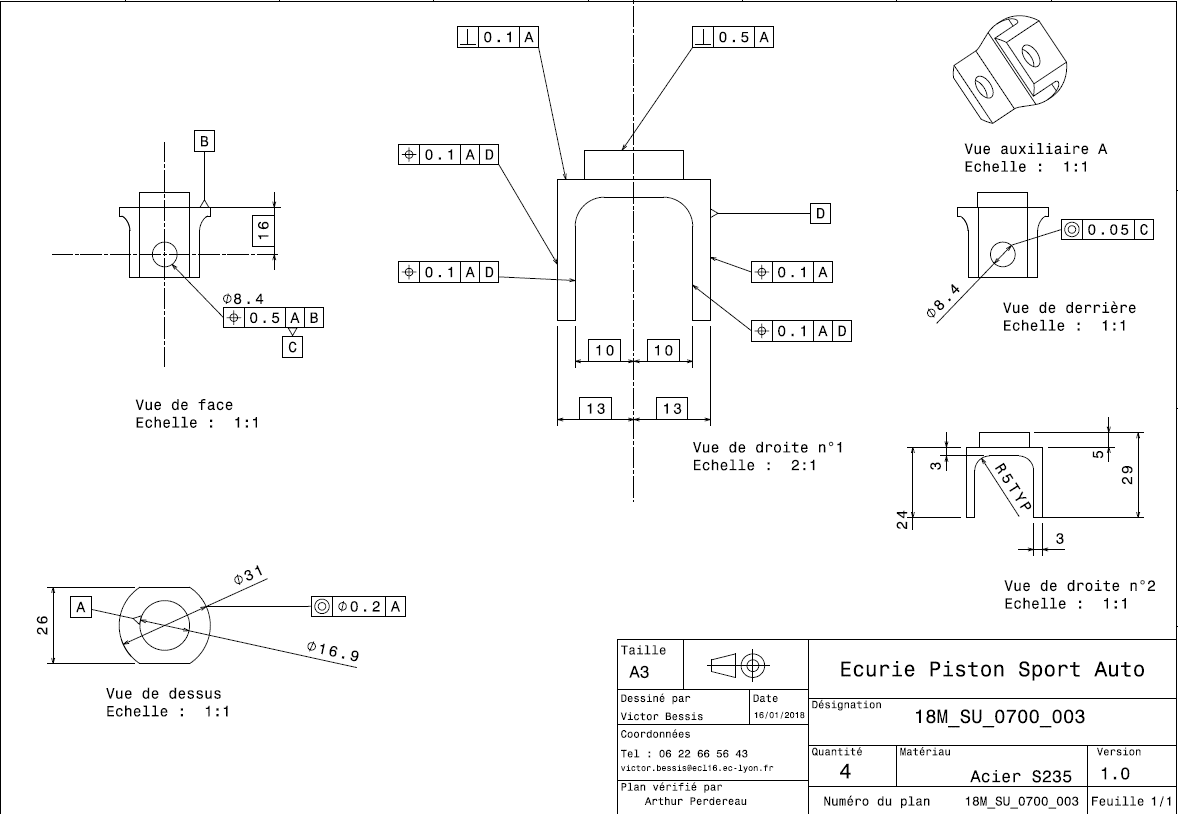 0.1 A
0.5 A
Vue auxiliaire A
Echelle : 1:1
B
16
Ø8.4
0.5 A B
C
Vue de face
Echelle : 1:1
0.1 A D
0.1 A D
D
0.1 A
0.1 A D
10 10
13 13
Vue de droite n°1
Echelle : 2:1
0.05 C
Ø8.4
Vue de derrière
Echelle : 1:1
3
5
29
24
R5TYP
3
Vue de droite n°2
Echelle : 1:1
26
A
Ø31
Ø0.2 A
Ø16.9
Vue de dessus
Echelle : 1:1
Taille
A3
Ecurie Piston Sport Auto
Dessiné par
Victor Bessis
Date
16/01/2018
Désignation
18M_SU_0700_003
Coordonnées
Tel : 06 22 66 56 43
victor.bessis@ecl16.ec-lyon.fr
Quantité
4
Matériau
Acier S235
Version
1.0
Plan vérifié par
Arthur Perdereau
Numéro du plan 18M_SU_0700_003
Feuille 1/1